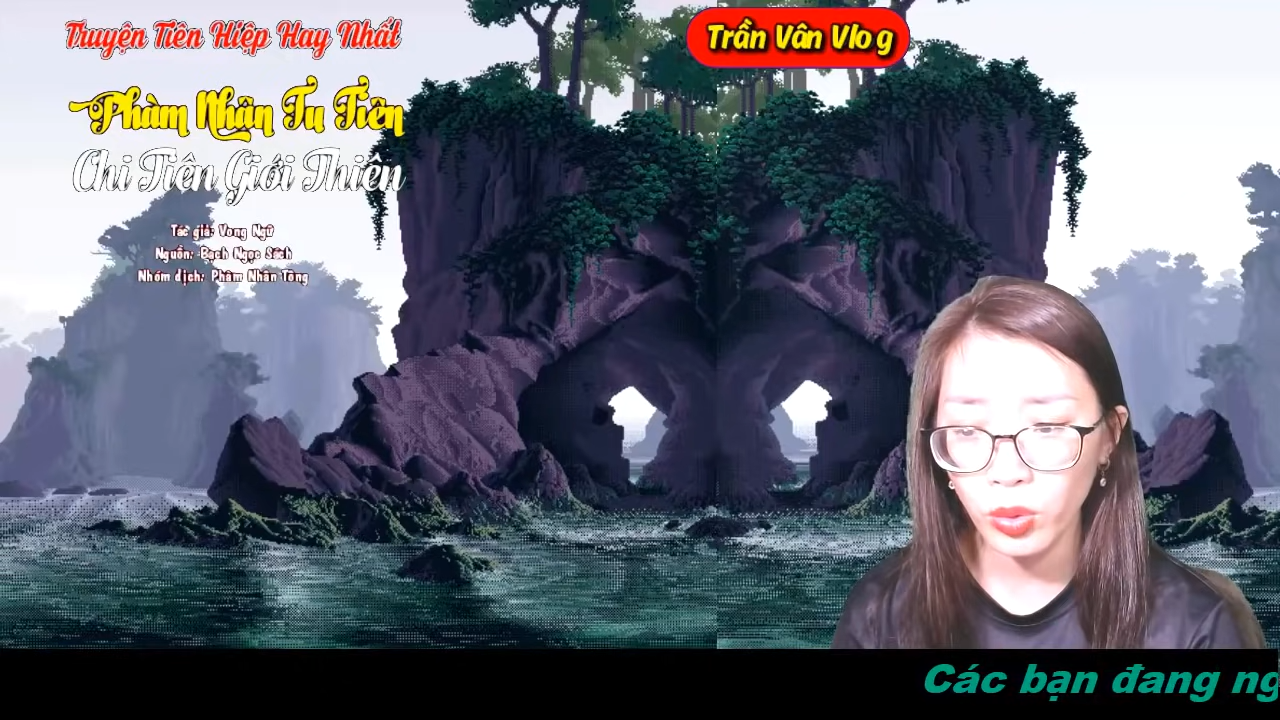 Truyện Tiên Hiệp Hay Nhất
Trần Vân Vlog
Phàm Nhân Tu Tiên
Chi Tiên Giới Thiên
Tác giả: Vong Ngữ
Nguồn: Bạch Ngọc Sách
Nhóm dịch: Phàm Nhân Tông
Các bạn đang ng